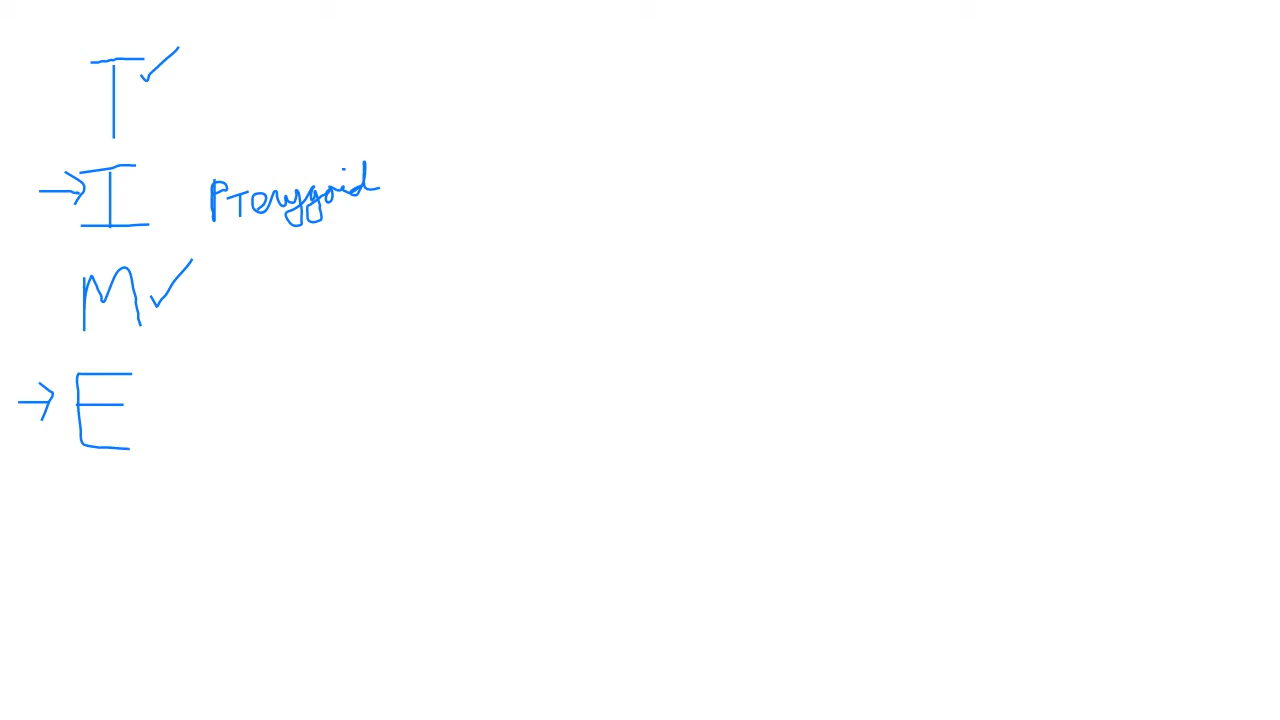 T ✓
→ I Pterygoid
M ✓
→ E